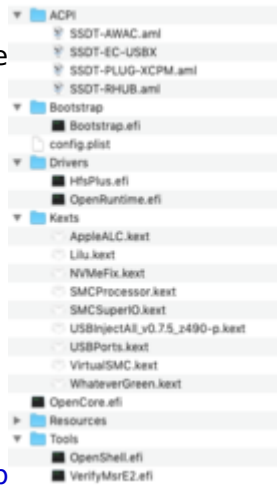 ACPI
SSDT-AWAC.aml
e
SSDT-EC-USBX
SSDT-PLUG-XCPM.aml
SSDT-RHUB.aml
Bootstrap
Bootstrap.efi
config.plist
Drivers
HfsPlus.efi
OpenRuntime.efi
Kexts
AppleALC.kext
Lilu.kext
NVMeFix.kext
SMCProcessor.kext
SMCSuperIO.kext
USBInjectAll_v0.7.5_z490-p.kext
USBPorts.kext
VirtualSMC.kext
WhateverGreen.kext
OpenCore.efi
Resources
Tools
OpenShell.efi
VerifyMsrE2.efi